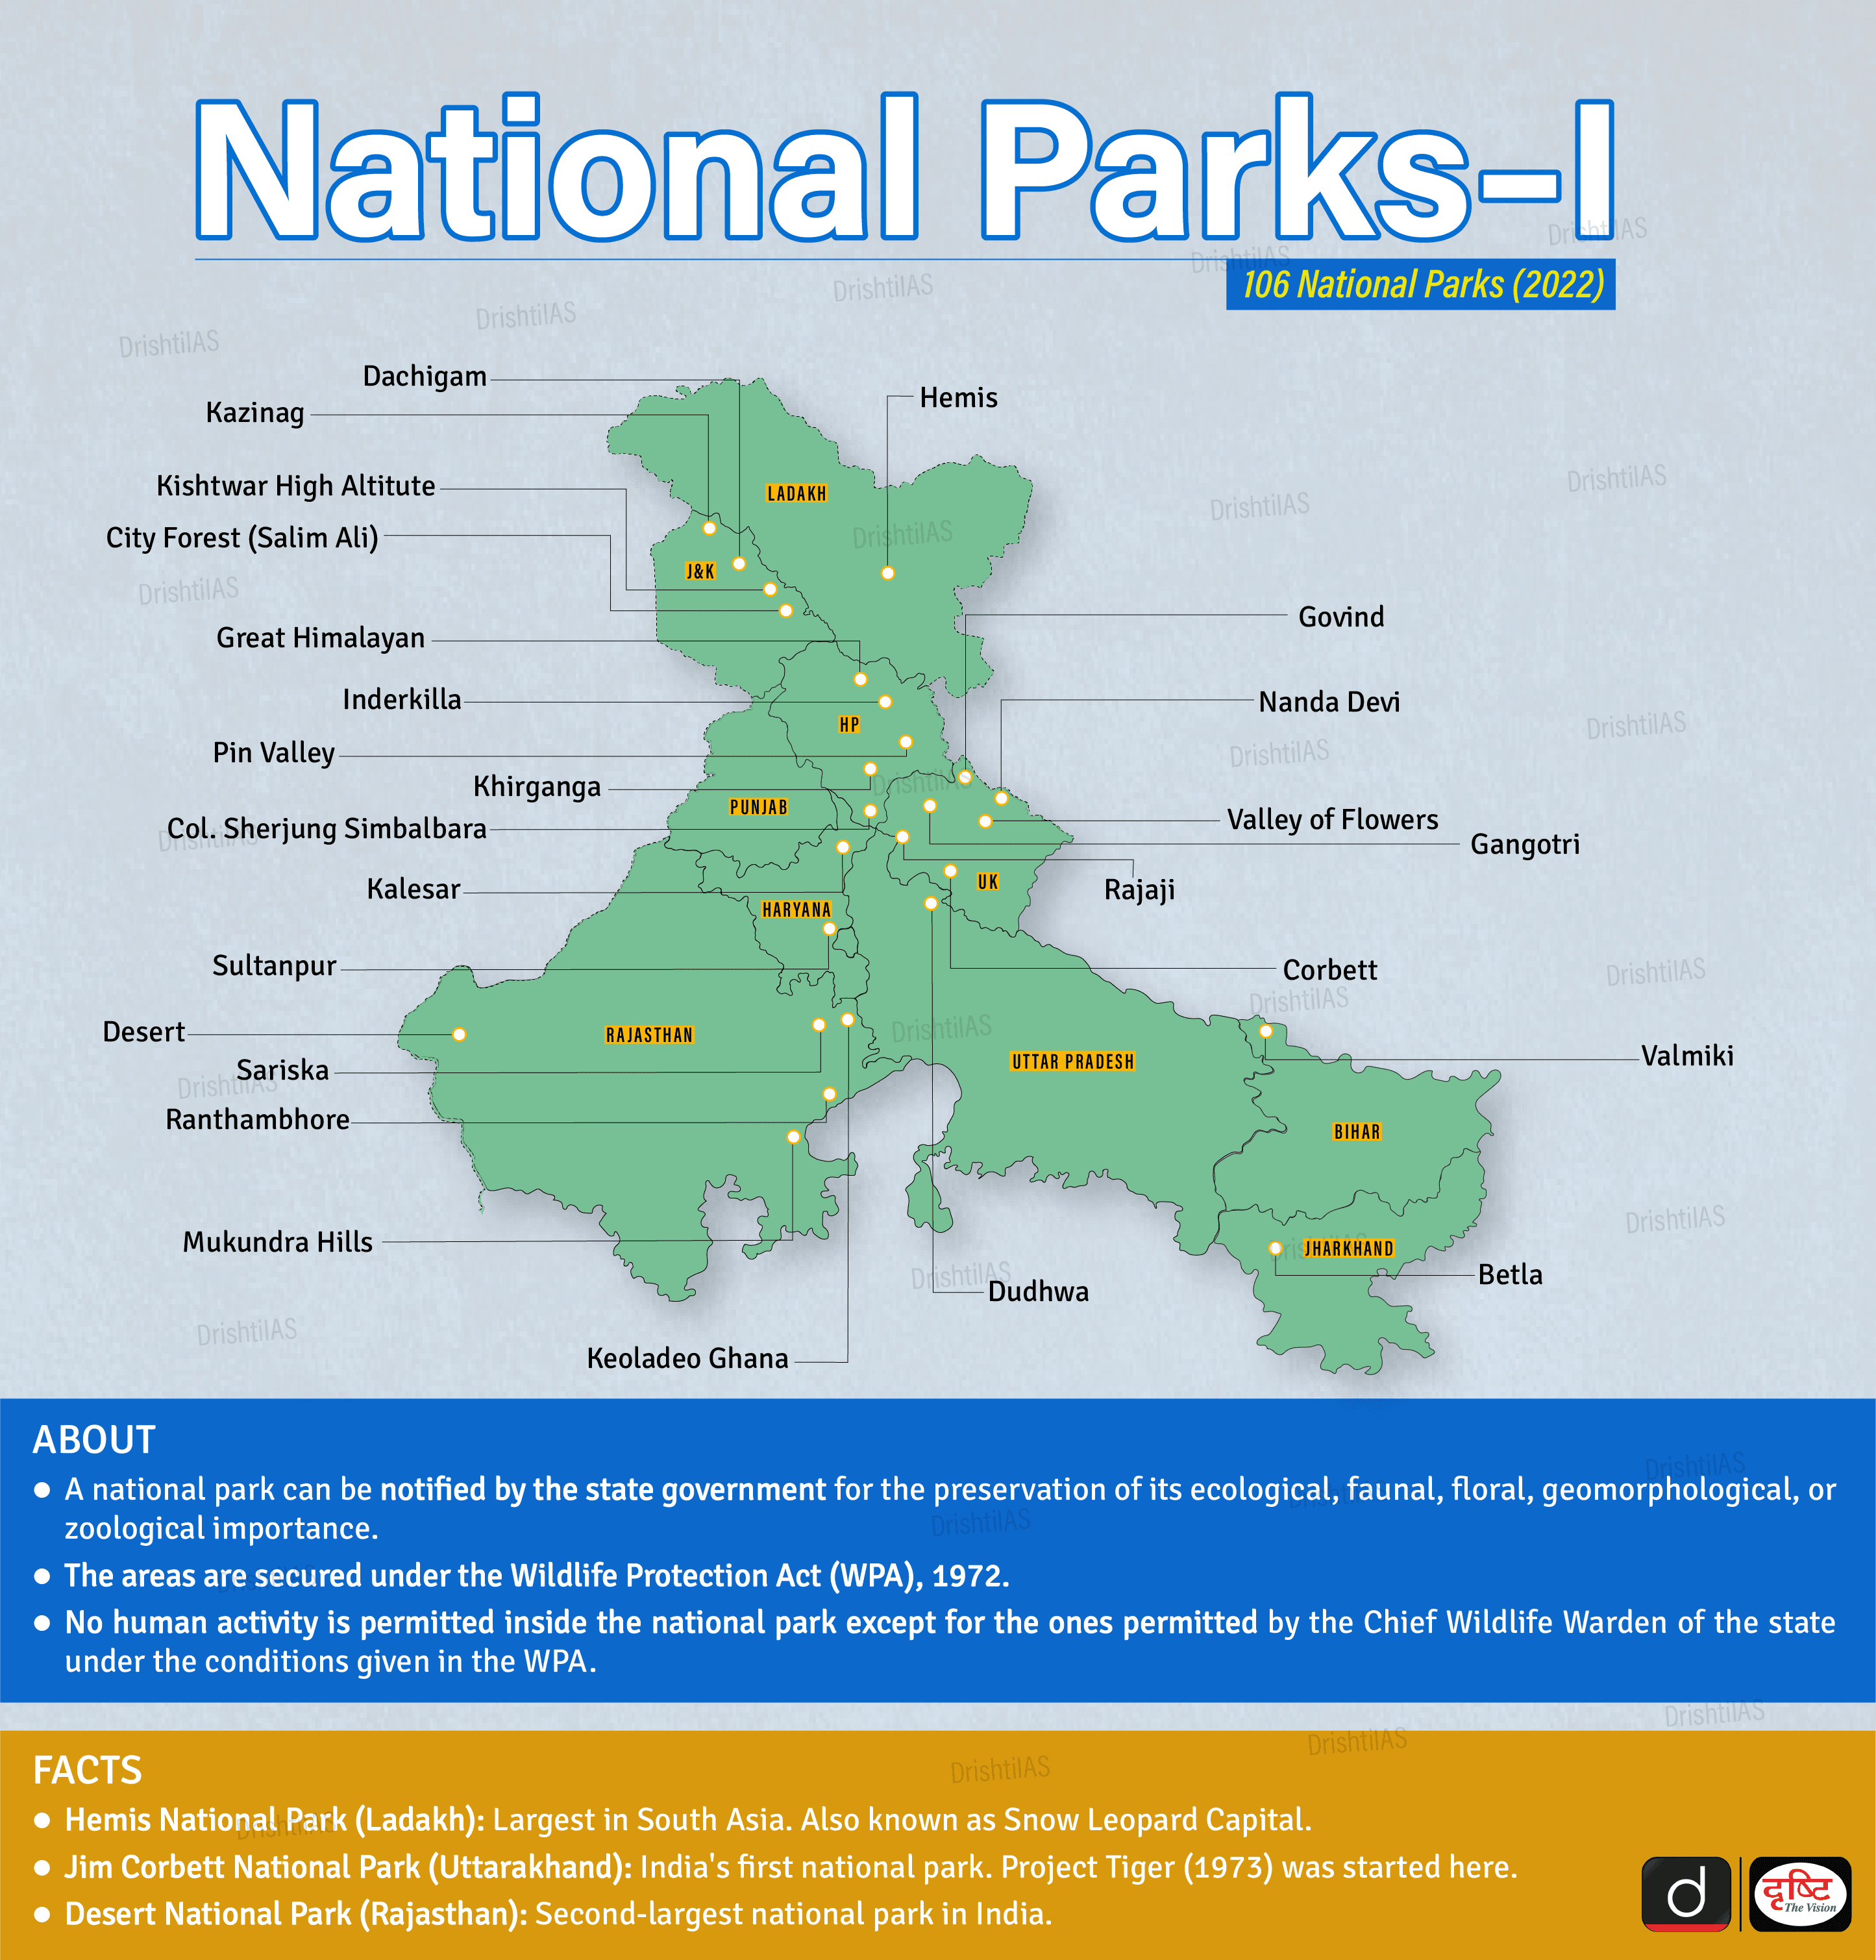 National Parks-I
106 National Parks (2022)
Dachigam
Hemis
Kazinag
Kishtwar High Altitute
LADAKH
City Forest (Salim Ali)
J&K
Govind
Great Himalayan
Inderkilla
Nanda Devi
HP
Pin Valley
Khirganga
PUNJAB
Col. Sherjung Simbalbara
Valley of Flowers
Gangotri
Kalesar
UK
Rajaji
HARYANA
Sultanpur
Corbett
Desert
RAJASTHAN
Sariska
UTTAR PRADESH
Valmiki
Ranthambhore
BIHAR
Mukundra Hills
JHARKHAND
Betla
Dudhwa
Keoladeo Ghana
ABOUT
● A national park can be notified by the state government for the preservation of its ecological, faunal, floral, geomorphological, or
zoological importance.
● The areas are secured under the Wildlife Protection Act (WPA), 1972.
● No human activity is permitted inside the national park except for the ones permitted by the Chief Wildlife Warden of the state
under the conditions given in the WPA.
FACTS
● Hemis National Park (Ladakh): Largest in South Asia. Also known as Snow Leopard Capital.
● Jim Corbett National Park (Uttarakhand): India's first national park. Project Tiger (1973) was started here.
● Desert National Park (Rajasthan): Second-largest national park in India.
d
दृष्टि
The Vision
DrishtiIAS